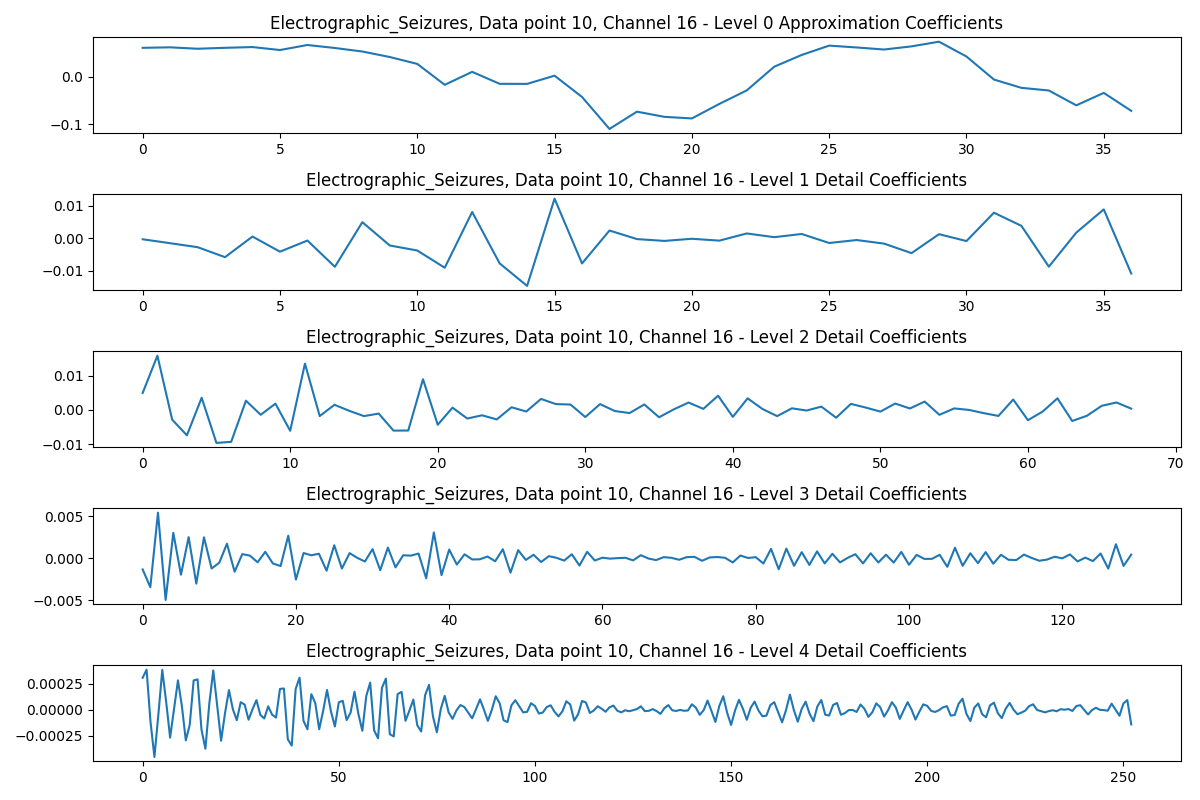 Electrographic_Seizures, Data point 10, Channel 16 - Level 0 Approximation Coefficients
0.0
−0.1
0 5 10 15 20 25 30 35
Electrographic_Seizures, Data point 10, Channel 16 - Level 1 Detail Coefficients
0.01
0.00
−0.01
0 5 10 15 20 25 30 35
Electrographic_Seizures, Data point 10, Channel 16 - Level 2 Detail Coefficients
0.01
0.00
−0.01
0 10 20 30 40 50 60 70
Electrographic_Seizures, Data point 10, Channel 16 - Level 3 Detail Coefficients
0.005
0.000
−0.005
0 20 40 60 80 100 120
Electrographic_Seizures, Data point 10, Channel 16 - Level 4 Detail Coefficients
0.00025
0.00000
−0.00025
0 50 100 150 200 250